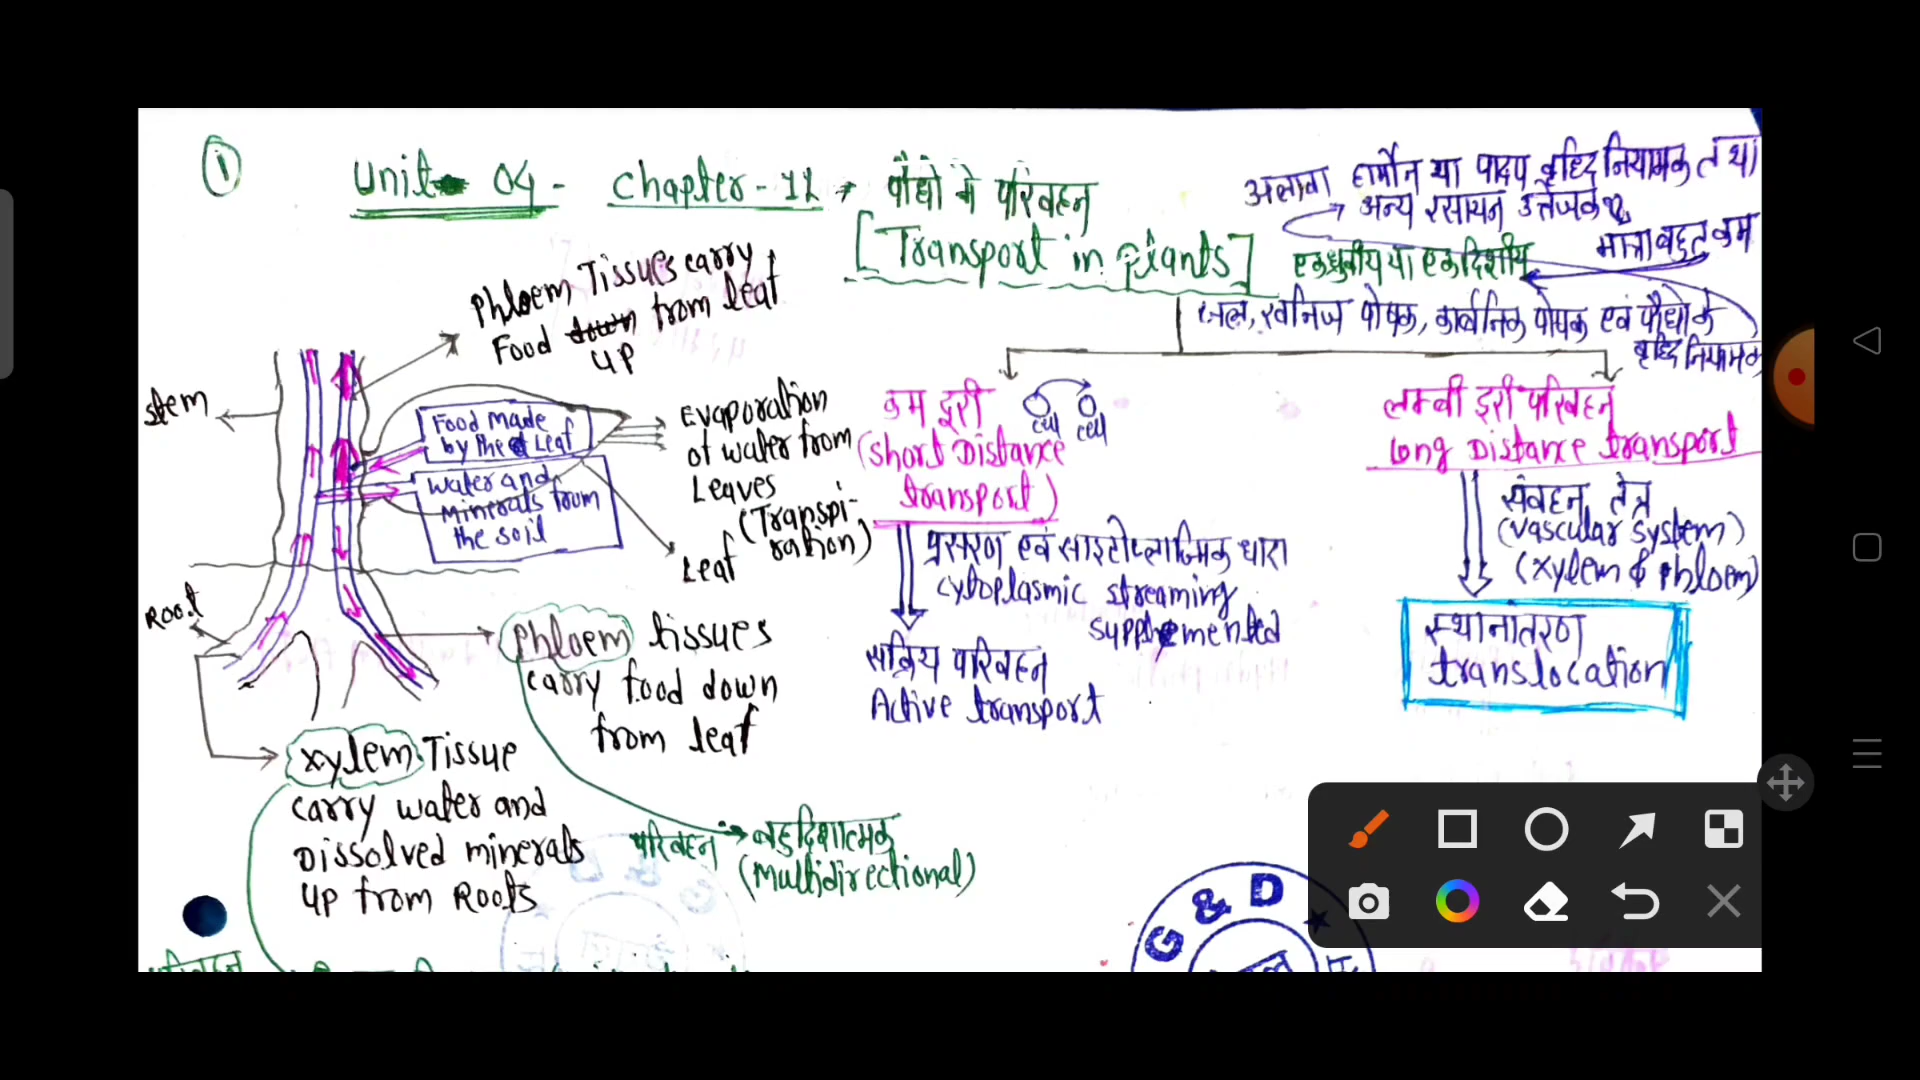 1
Unit 04 - Chapter-11 → पौधों में परिवहन
[Transport in plants]
अलावा हार्मोन या पादप वृद्धि नियामक तथा
अन्य रसायन उत्तेजक
मात्रा बहुत कम
एकध्रुवीय या एकदिशीय
जल, खनिज पोषक, कार्बनिक पोषक एवं पौधों के
वृद्धि नियामक
Phloem Tissues carry
Food down from leaf
up
stem
Food made
by the Leaf
water and
minerals from
the soil
Evaporation
of water from
Leaves
(Transpi-
ration)
Leaf
Root
कम दूरी
(short Distance
transport)
cell
cell
प्रसरण एवं साइटोप्लाज्मिक धारा
cytoplasmic streaming
supplemented
सक्रिय परिवहन
Active transport
लम्बी दूरी परिवहन
Long Distance transport
संवहन तंत्र
(vascular system)
(xylem & phloem)
स्थानांतरण
translocation
phloem tissues
carry food down
from leaf
xylem Tissue
carry water and
Dissolved minerals
up from Roots
परिवहन → बहुदिशात्मक
(multidirectional)
G & D